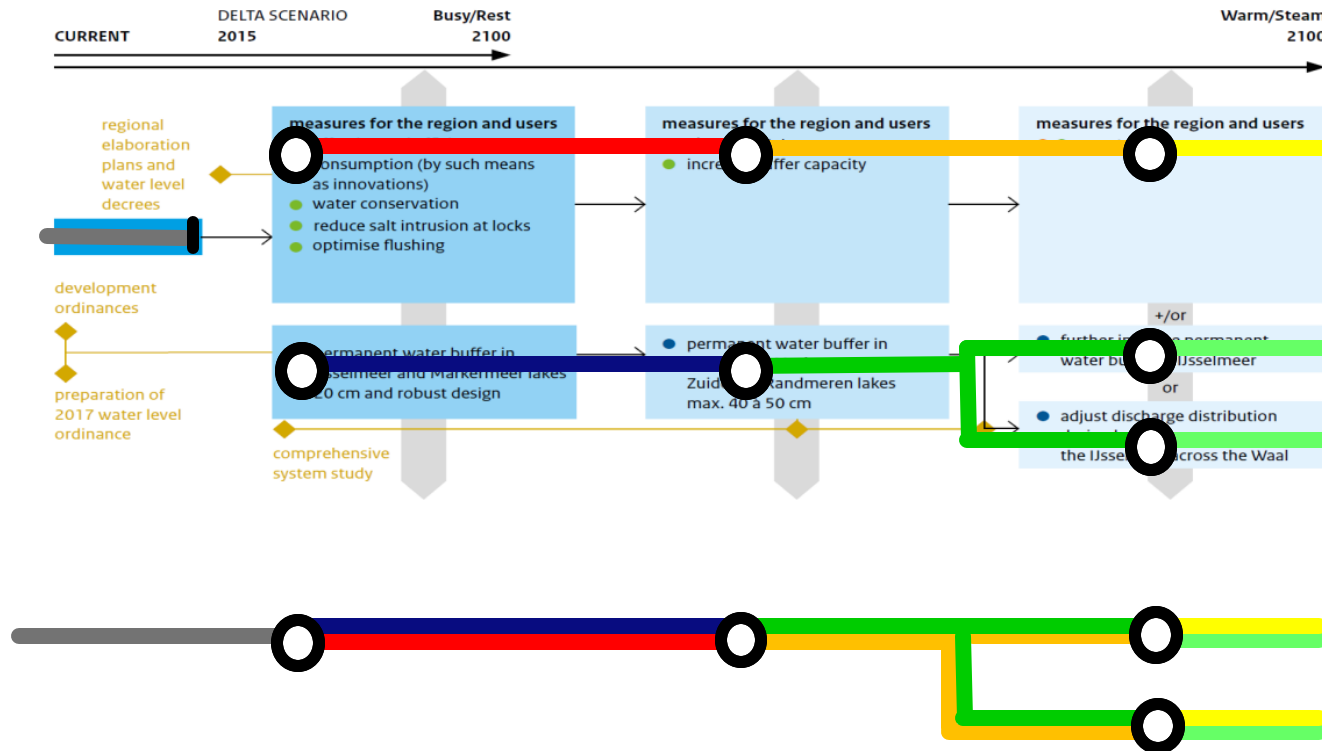 DELTA SCENARIO
Busy/Rest
Warm/Steam
CURRENT
2015
2100
2100
regional
elaboration
plans and
water level
decrees
measures for the region and users
consumption (by such means
as innovations)
water conservation
reduce salt intrusion at locks
optimise flushing
measures for the region and users
buffer capacity
measures for the region and users
development
ordinances
preparation of
2017 water level
ordinance
permanent water buffer in
IJsselmeer and Markermeer lakes
20 cm and robust design
permanent water buffer in
Randmeren lakes
max. 40 à 50 cm
+/or
further permanent
water IJsselmeer
or
adjust discharge distribution
the across the Waal
comprehensive
system study